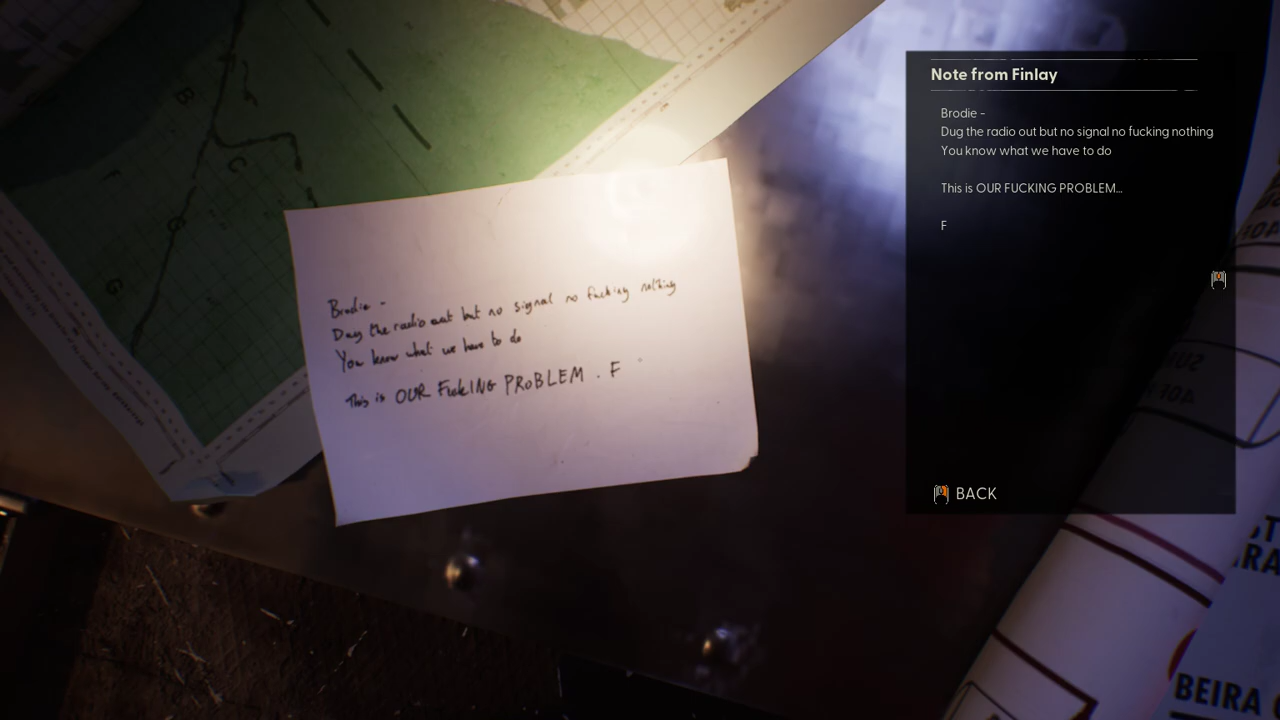 Note from Finlay
Brodie -
Dug the radio out but no signal no fucking nothing
You know what we have to do
This is OUR FUCKING PROBLEM...
F
BACK
Brodie -
Dug the radio out but no signal no fucking nothing
You know what we have to do
This is OUR FucKING PROBLEM . F
B
C
G
G
BEIRA